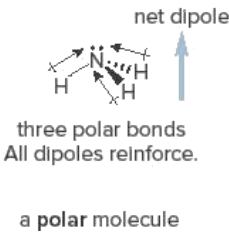 net dipole
N
H
H
H
three polar bonds
All dipoles reinforce.
a polar molecule